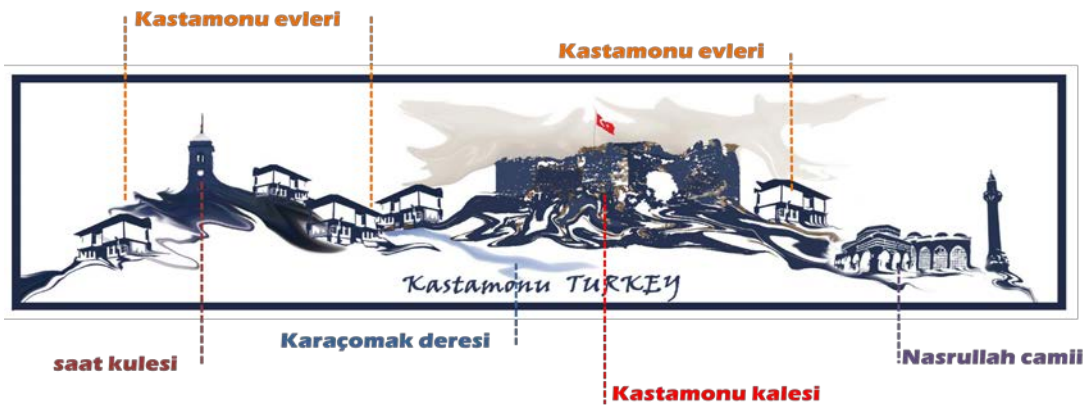 Kastamonu evleri
Kastamonu evleri
Kastamonu TURKEY
Karaçomak deresi
saat kulesi
Nasrullah camii
Kastamonu kalesi